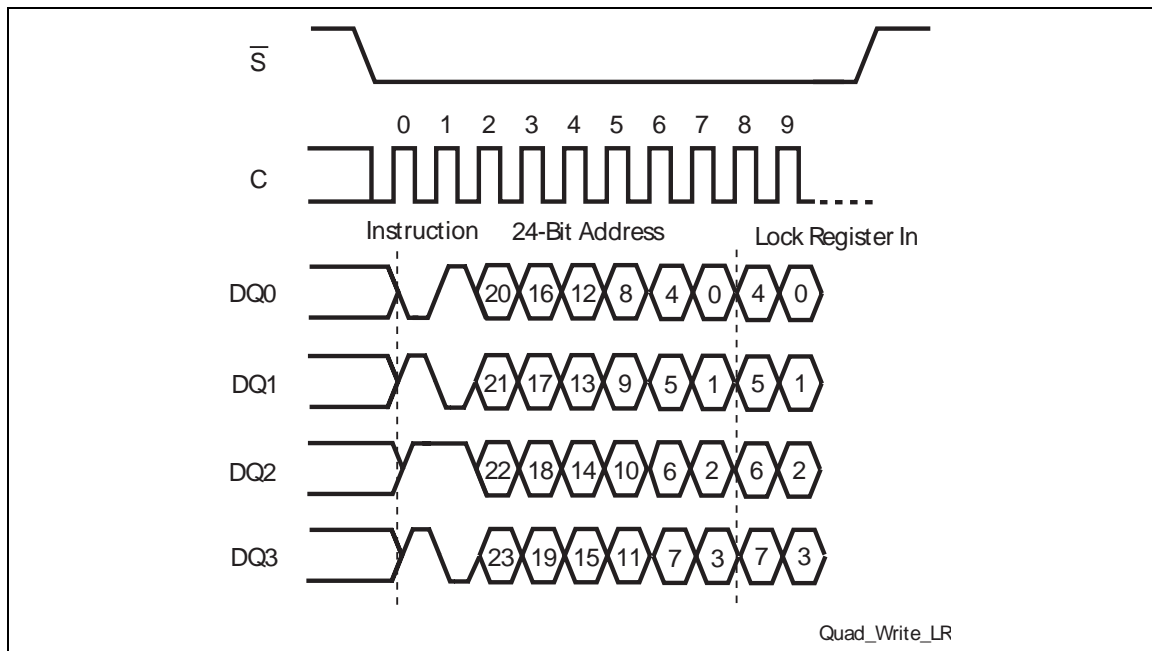 S
0 1 2 3 4 5 6 7 8 9
C
Instruction 24-Bit Address Lock Register In
DQ0 20 16 12 8 4 0 4 0
DQ1 21 17 13 9 5 1 5 1
DQ2 22 18 14 10 6 2 6 2
DQ3 23 19 15 11 7 3 7 3
Quad_Write_LR